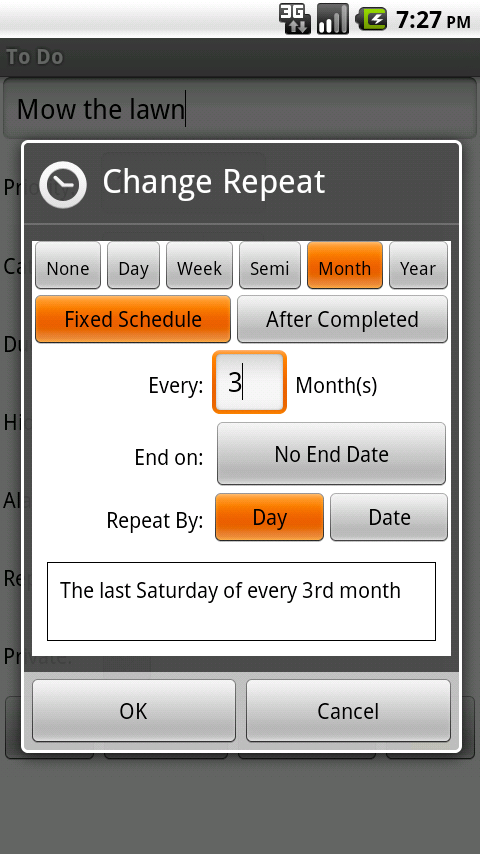 3G 7:27 PM
To Do
Mow the lawn
Change Repeat
None Day Week Semi Month Year
Fixed Schedule After Completed
Every: 3 Month(s)
End on: No End Date
Repeat By: Day Date
The last Saturday of every 3rd month
OK Cancel